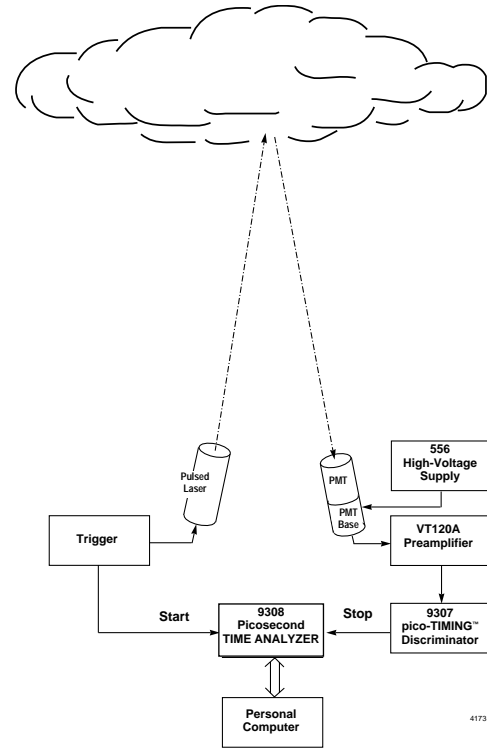 Pulsed
Laser
PMT
PMT
Base
556
High-Voltage
Supply
Trigger
VT120A
Preamplifier
Start
9308
Picosecond
TIME ANALYZER
Stop
9307
pico-TIMING™
Discriminator
Personal
Computer
4173